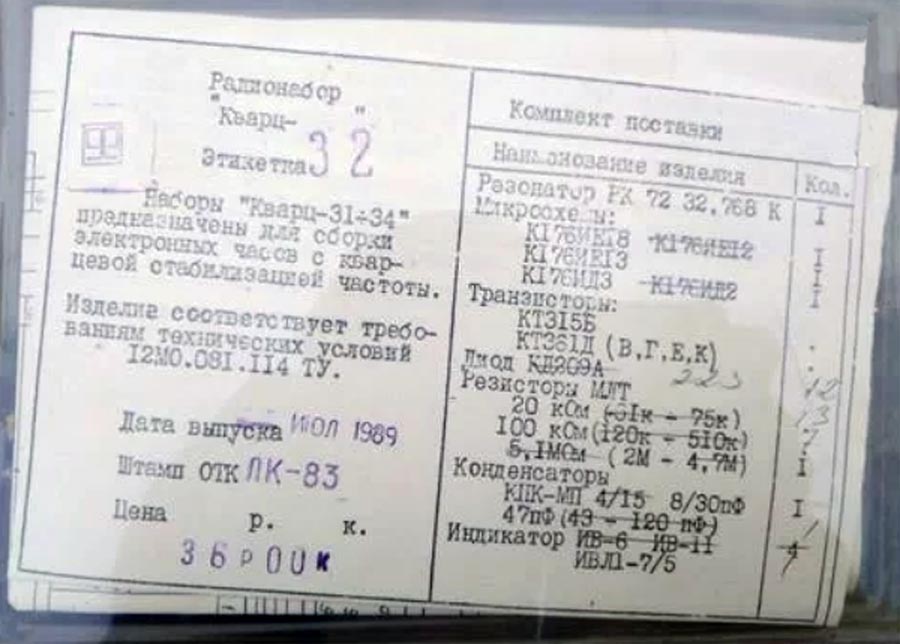 Радионабор
"Кварц- "
Этикетка 32
Наборы "Кварц-31÷34"
предназначены для сборки
электронных часов с квар-
цевой стабилизацией частоты.
Изделие соответствует требо-
ваниям технических условий
12МО.081.114 ТУ.
Дата выпуска ИЮЛ 1989
Штамп ОТК ЛК-83
Цена р. к.
36 р 00 к
Комплект поставки
Наименование изделия Кол.
Резонатор РК 72 32,768 К I
Микросхемы:
К176ИЕ18 К176ИЕ12 I
К176ИЕ13 I
К176ИД3 К176ИД2 I
Транзисторы:
КТ315Б
КТ361Д (В,Г,Е,К)
Диод КД209А 223
Резисторы МЛТ
20 кОм (51к - 75к)
100 кОм (120к - 510к)
5,1МОм (2М - 4,7М) I
Конденсаторы
КПК-МП 4/15 8/30пФ I
47пФ (43 - 120 пФ)
Индикатор ИВ-6 ИВ-11
ИВЛ1-7/5